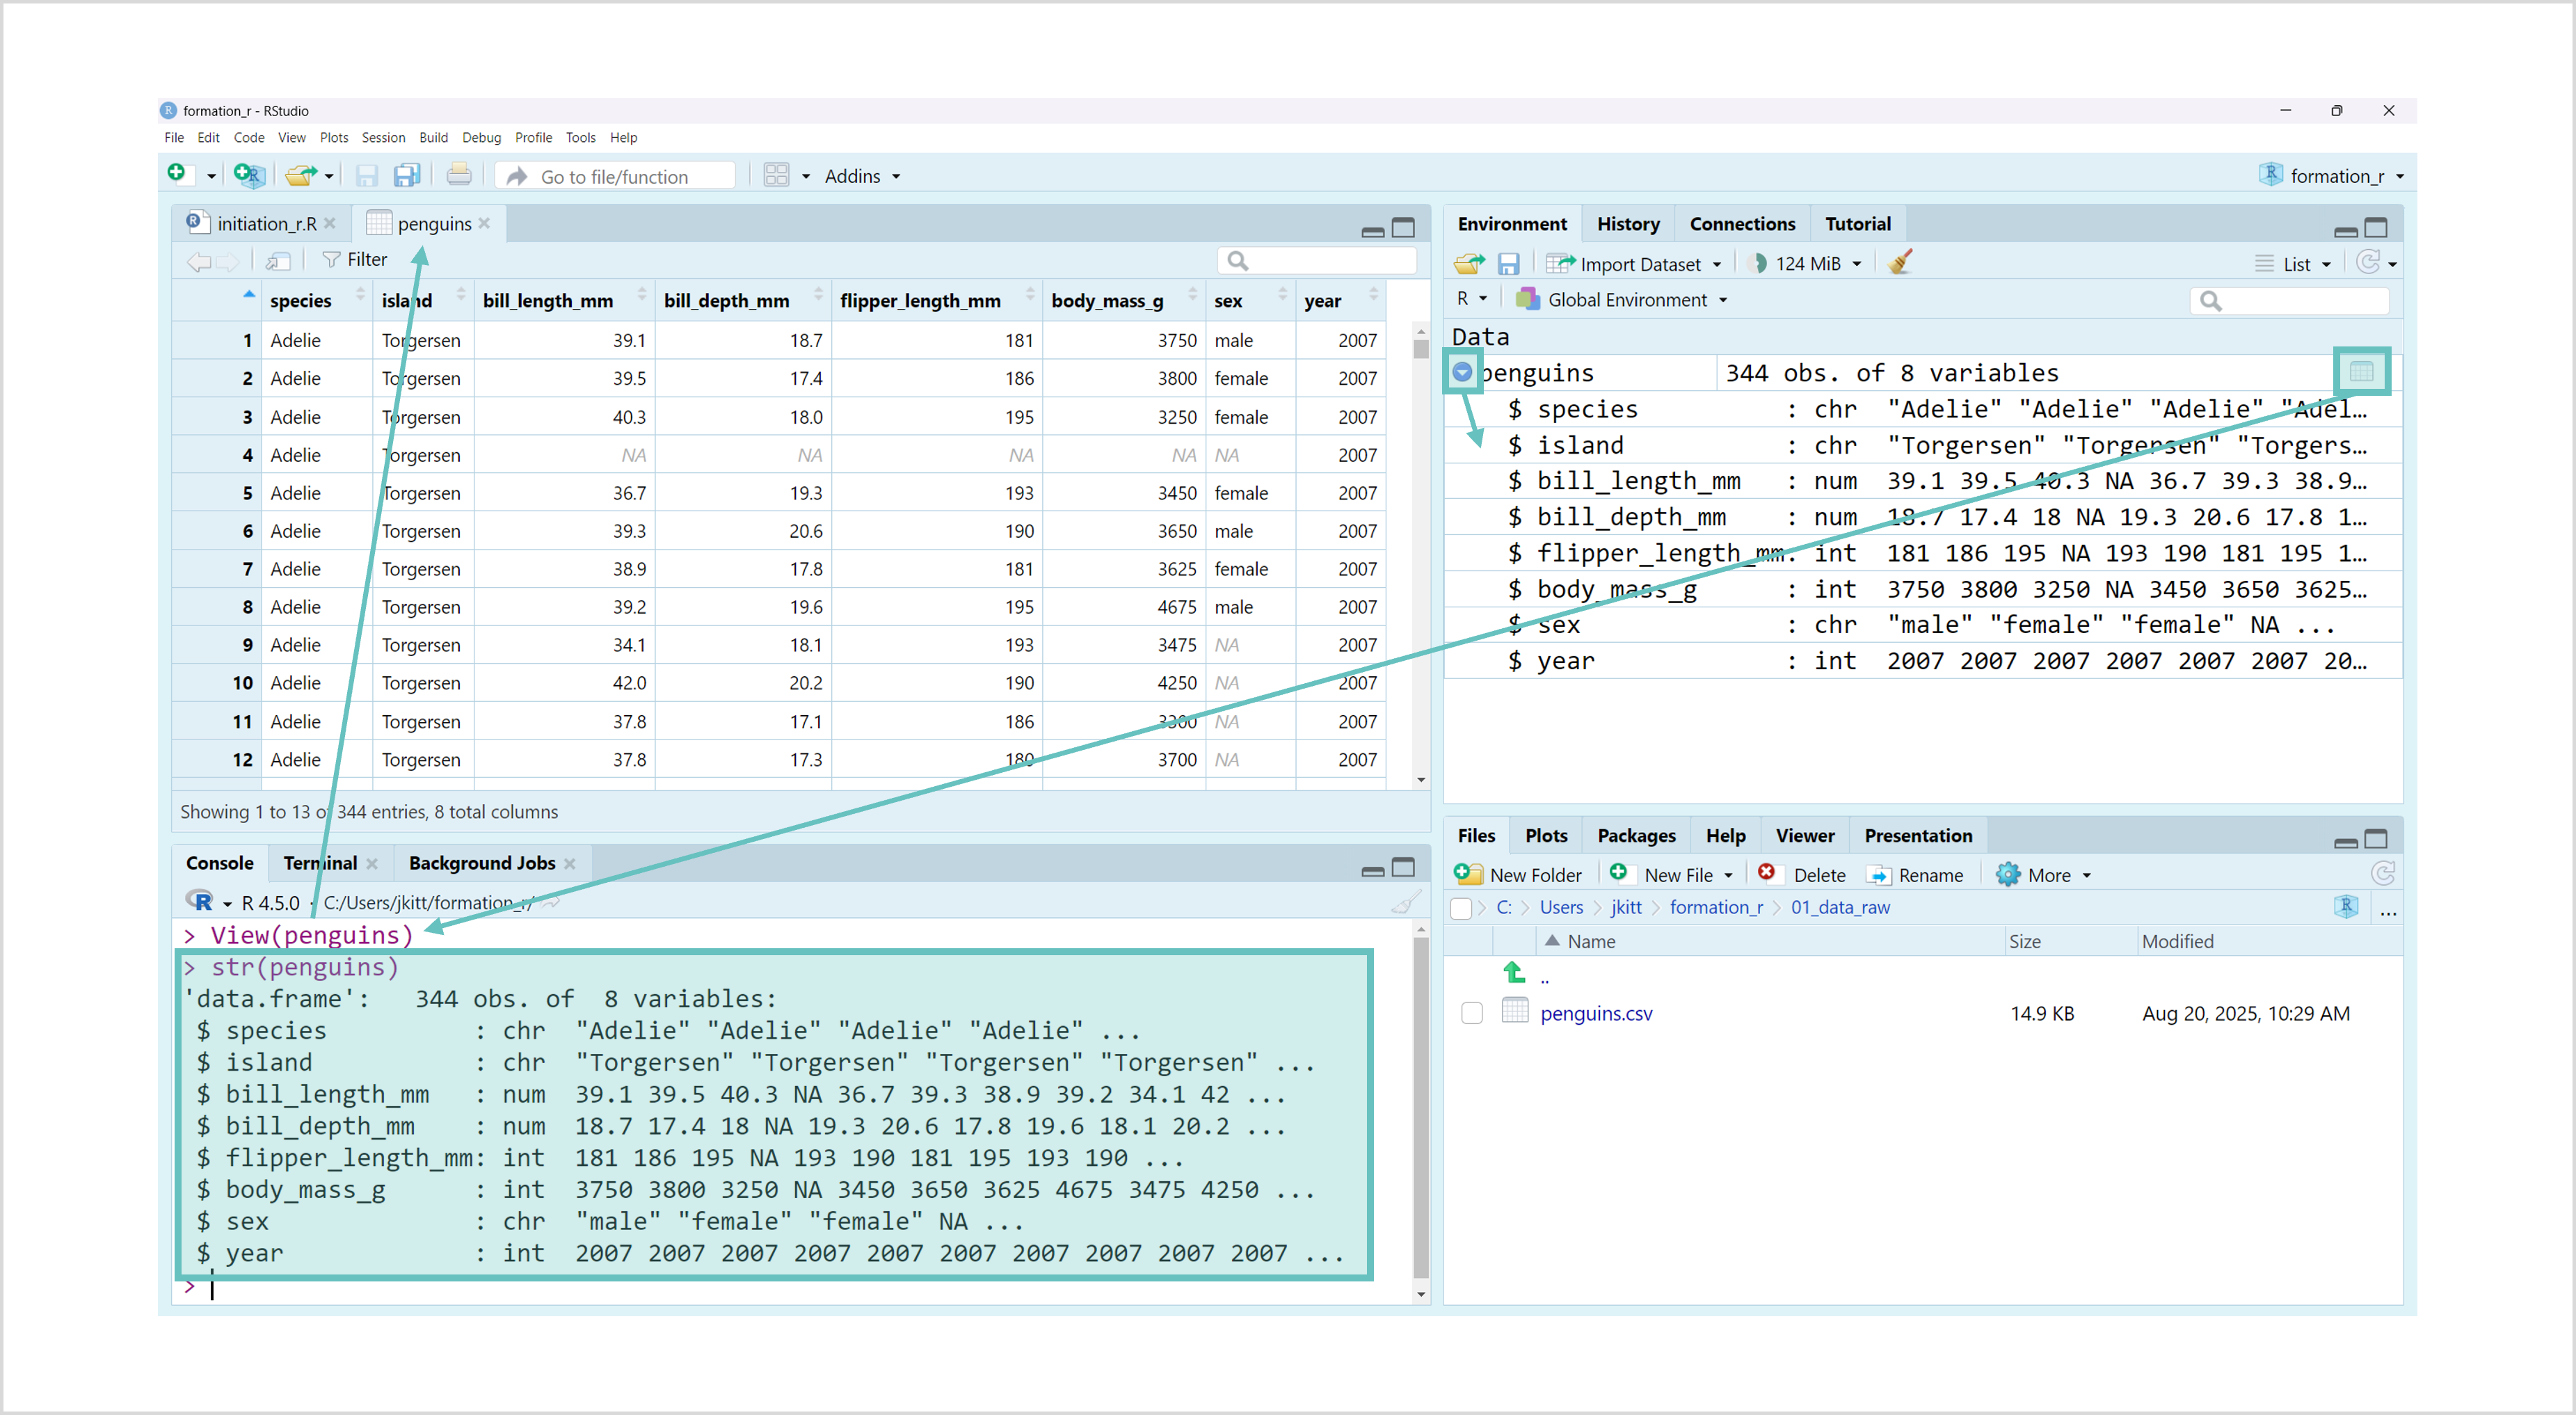 formation_r - RStudio
File Edit Code View Plots Session Build Debug Profile Tools Help
Go to file/function Addins formation_r
initiation_r.R penguins
Filter
species island bill_length_mm bill_depth_mm flipper_length_mm body_mass_g sex year
1 Adelie Torgersen 39.1 18.7 181 3750 male 2007
2 Adelie Torgersen 39.5 17.4 186 3800 female 2007
3 Adelie Torgersen 40.3 18.0 195 3250 female 2007
4 Adelie Torgersen NA NA NA NA NA 2007
5 Adelie Torgersen 36.7 19.3 193 3450 female 2007
6 Adelie Torgersen 39.3 20.6 190 3650 male 2007
7 Adelie Torgersen 38.9 17.8 181 3625 female 2007
8 Adelie Torgersen 39.2 19.6 195 4675 male 2007
9 Adelie Torgersen 34.1 18.1 193 3475 NA 2007
10 Adelie Torgersen 42.0 20.2 190 4250 NA 2007
11 Adelie Torgersen 37.8 17.1 186 3300 NA 2007
12 Adelie Torgersen 37.8 17.3 180 3700 NA 2007
Showing 1 to 13 of 344 entries, 8 total columns
Console Terminal Background Jobs
R 4.5.0 · C:/Users/jkitt/formation_r/
> View(penguins)
> str(penguins)
'data.frame': 344 obs. of 8 variables:
$ species : chr "Adelie" "Adelie" "Adelie" "Adelie" ...
$ island : chr "Torgersen" "Torgersen" "Torgersen" "Torgersen" ...
$ bill_length_mm : num 39.1 39.5 40.3 NA 36.7 39.3 38.9 39.2 34.1 42 ...
$ bill_depth_mm : num 18.7 17.4 18 NA 19.3 20.6 17.8 19.6 18.1 20.2 ...
$ flipper_length_mm: int 181 186 195 NA 193 190 181 195 193 190 ...
$ body_mass_g : int 3750 3800 3250 NA 3450 3650 3625 4675 3475 4250 ...
$ sex : chr "male" "female" "female" NA ...
$ year : int 2007 2007 2007 2007 2007 2007 2007 2007 2007 2007 ...
>
Environment History Connections Tutorial
Import Dataset 124 MiB List
R Global Environment
Data
penguins 344 obs. of 8 variables
$ species : chr "Adelie" "Adelie" "Adelie" "Adel…
$ island : chr "Torgersen" "Torgersen" "Torgers…
$ bill_length_mm : num 39.1 39.5 40.3 NA 36.7 39.3 38.9…
$ bill_depth_mm : num 18.7 17.4 18 NA 19.3 20.6 17.8 1…
$ flipper_length_mm: int 181 186 195 NA 193 190 181 195 1…
$ body_mass_g : int 3750 3800 3250 NA 3450 3650 3625…
$ sex : chr "male" "female" "female" NA ...
$ year : int 2007 2007 2007 2007 2007 2007 20…
Files Plots Packages Help Viewer Presentation
New Folder New File Delete Rename More
C: Users jkitt formation_r 01_data_raw ...
Name Size Modified
..
penguins.csv 14.9 KB Aug 20, 2025, 10:29 AM